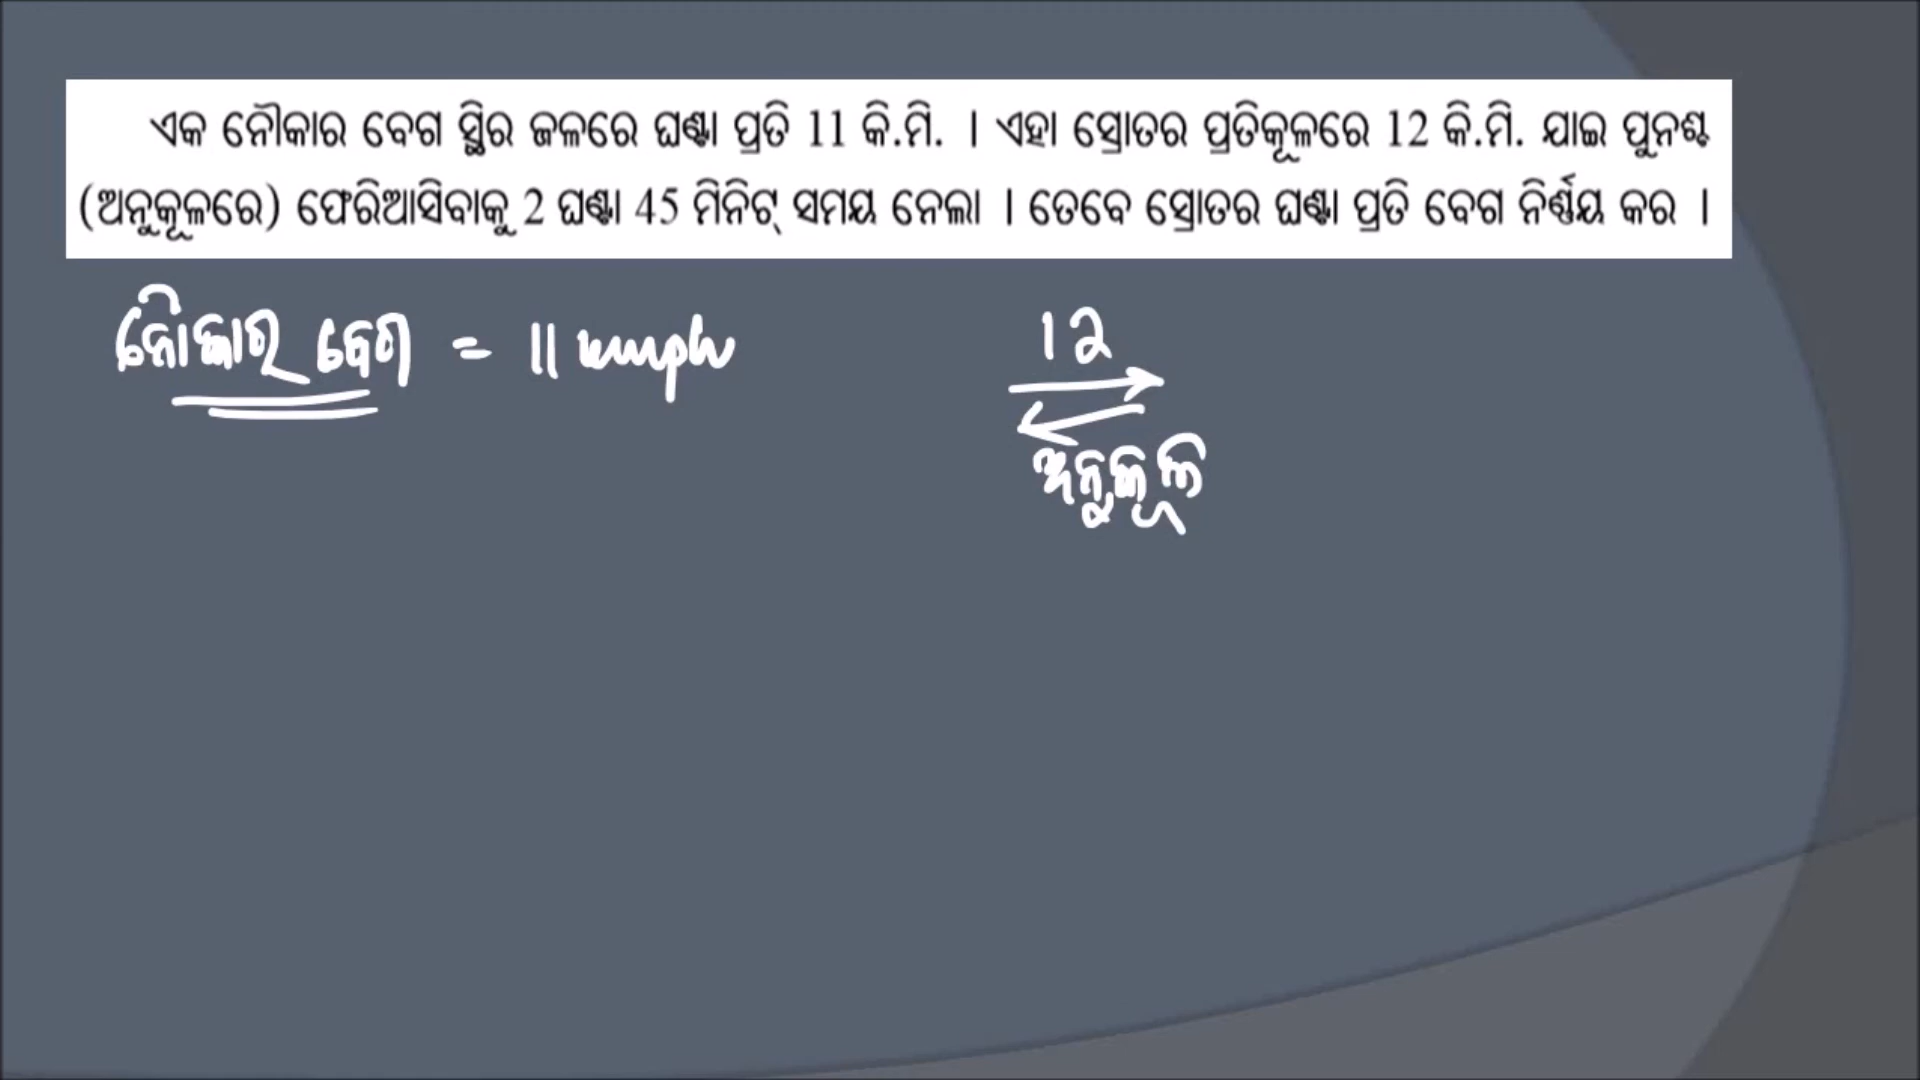 ଏକ ନୌକାର ବେଗ ସ୍ଥିର ଜଳରେ ଘଣ୍ଟା ପ୍ରତି 11 କି.ମି. । ଏହା ସ୍ରୋତର ପ୍ରତିକୂଳରେ 12 କି.ମି. ଯାଇ ପୁନଶ୍ଚ
(ଅନୁକୂଳରେ) ଫେରିଆସିବାକୁ 2 ଘଣ୍ଟା 45 ମିନିଟ୍ ସମୟ ନେଲା । ତେବେ ସ୍ରୋତର ଘଣ୍ଟା ପ୍ରତି ବେଗ ନିର୍ଣ୍ଣୟ କର ।
ନୌକାର ବେଗ = 11 kmph
12
ଅନୁକୂଳ